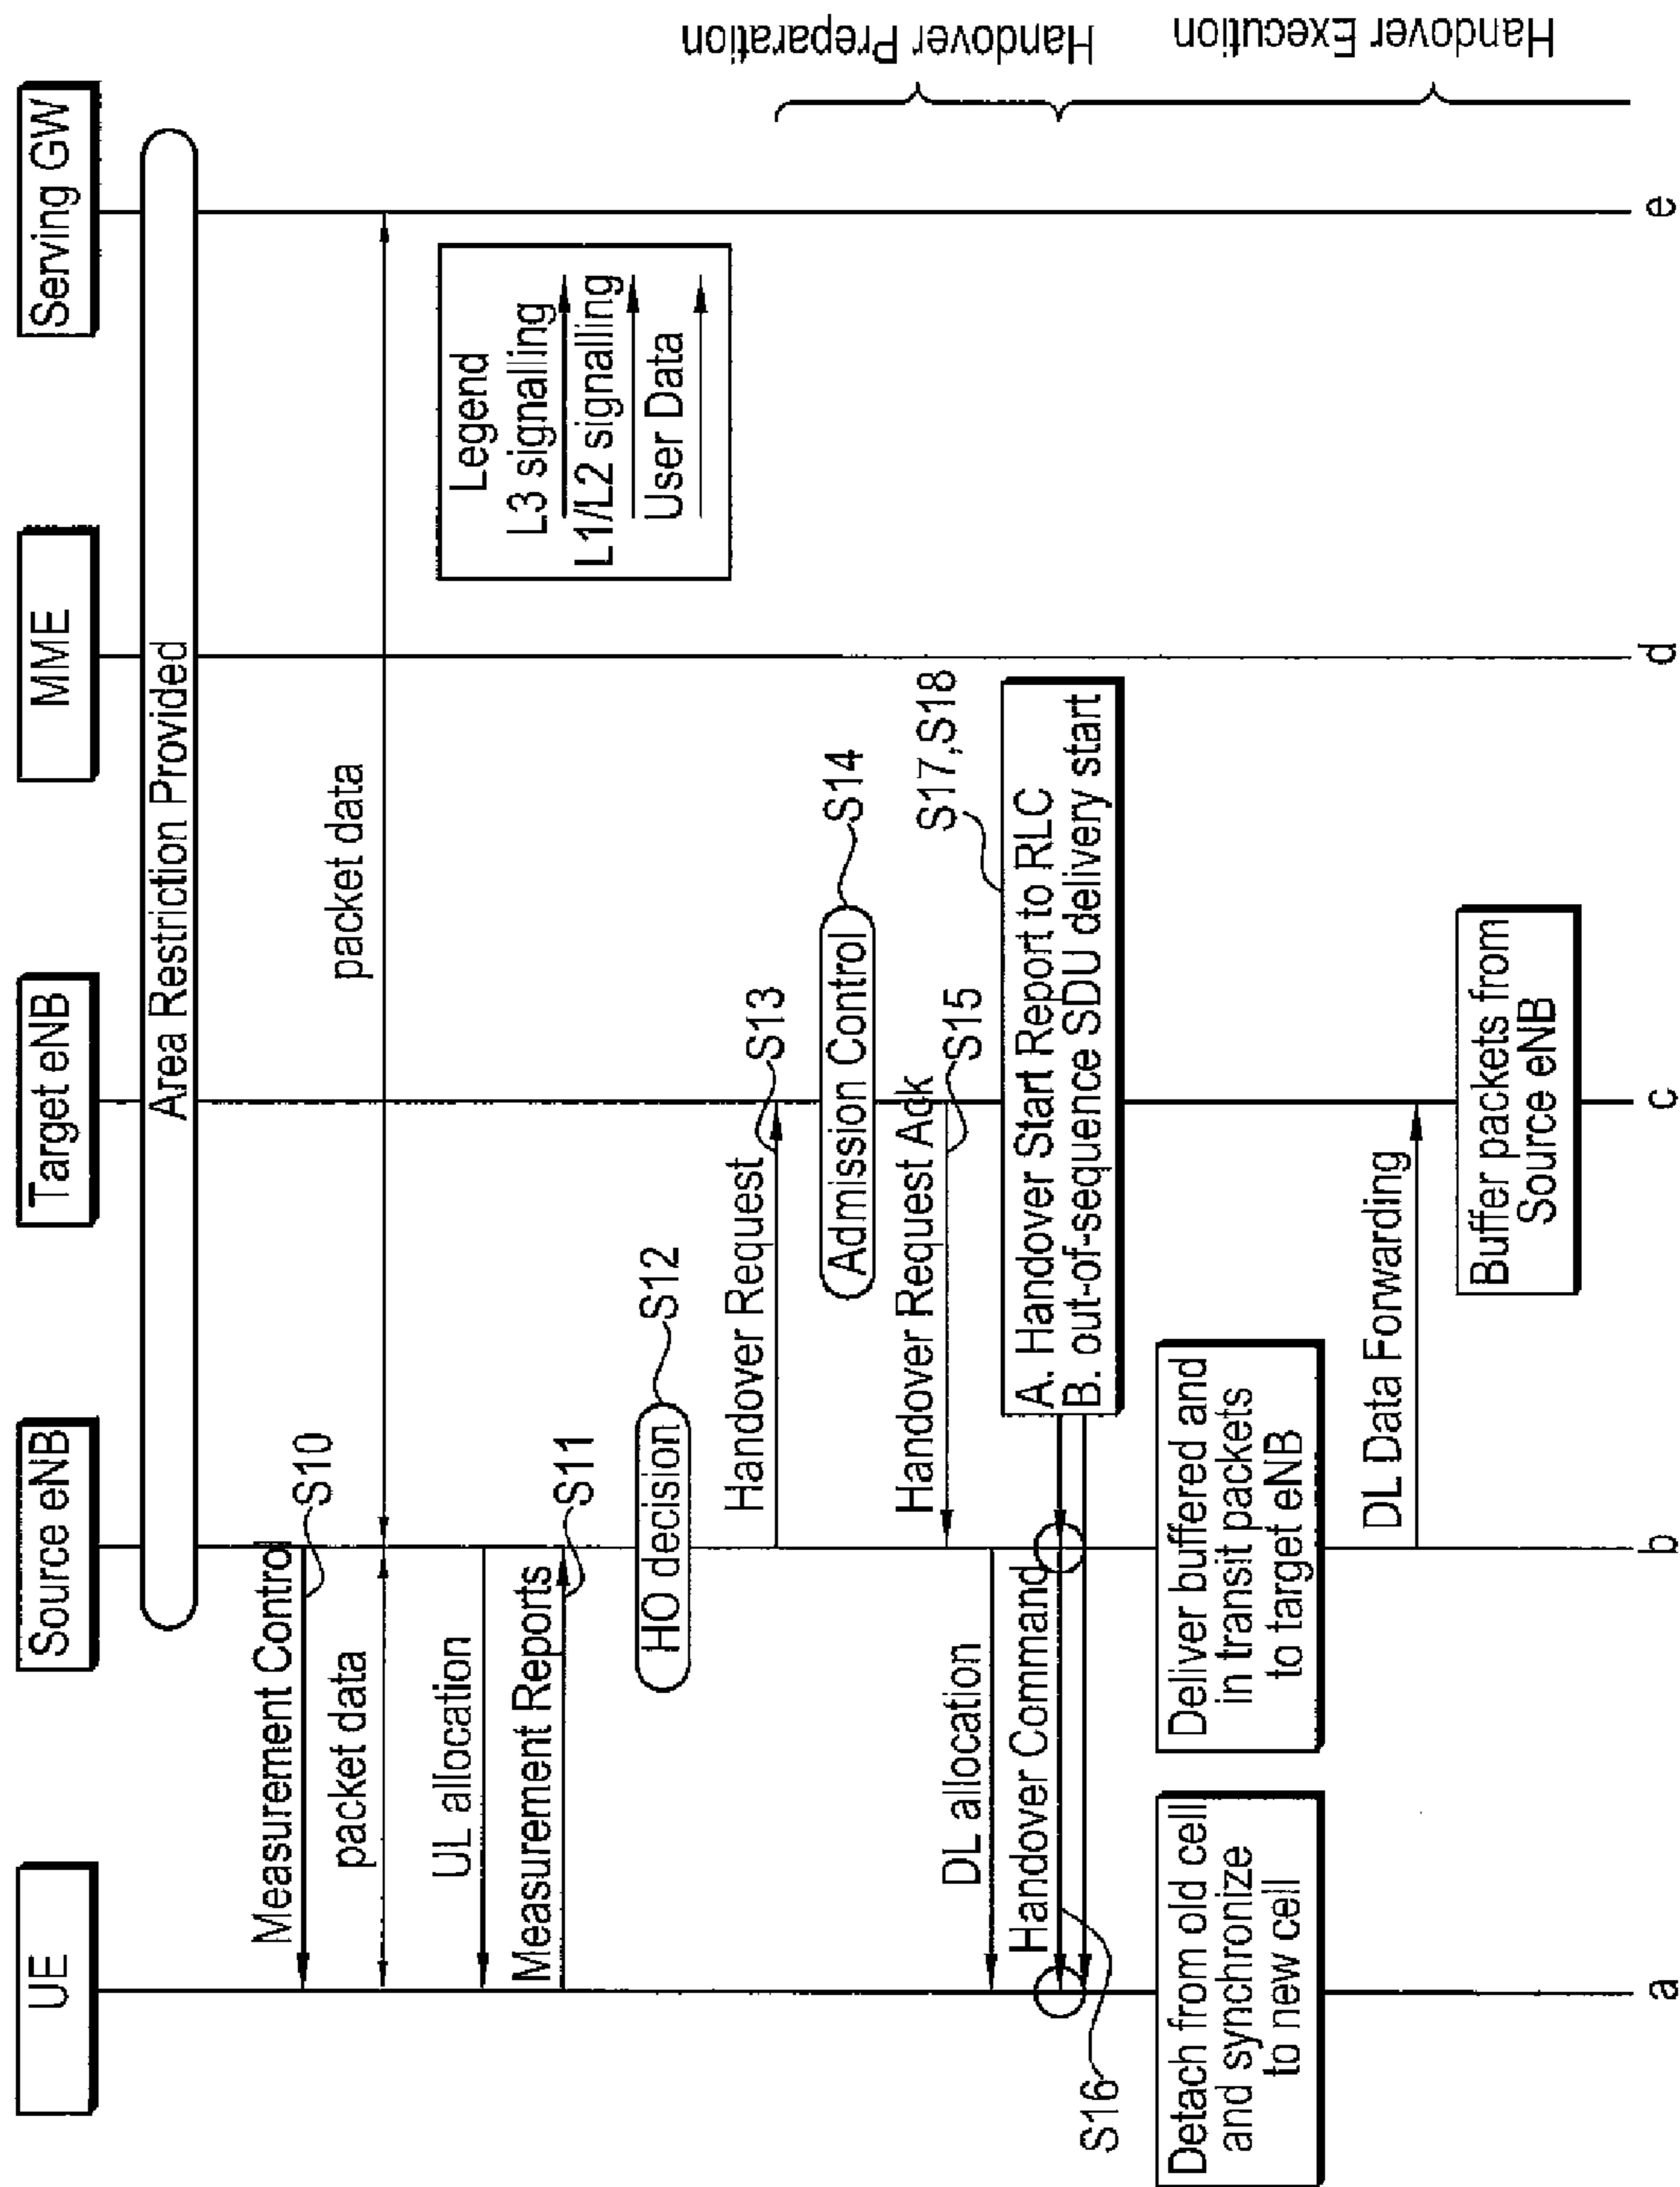 UE
Source eNB
Target eNB
MME
Serving GW
Area Restriction Provided
Measurement Control
S10
packet data
packet data
UL allocation
Legend
L3 signalling
L1/L2 signalling
User Data
Measurement Reports
S11
HO decision
S12
Handover Request
S13
Handover Preparation
Admission Control
S14
Handover Request Ack
S15
DL allocation
S17,S18
Handover Command
A. Handover Start Report to RLC
B. out-of-sequence SDU delivery start
S16
Detach from old cell
and synchronize
to new cell
Deliver buffered and
in transit packets
to target eNB
Handover Execution
DL Data Forwarding
Buffer packets from
Source eNB
a
b
c
d
e